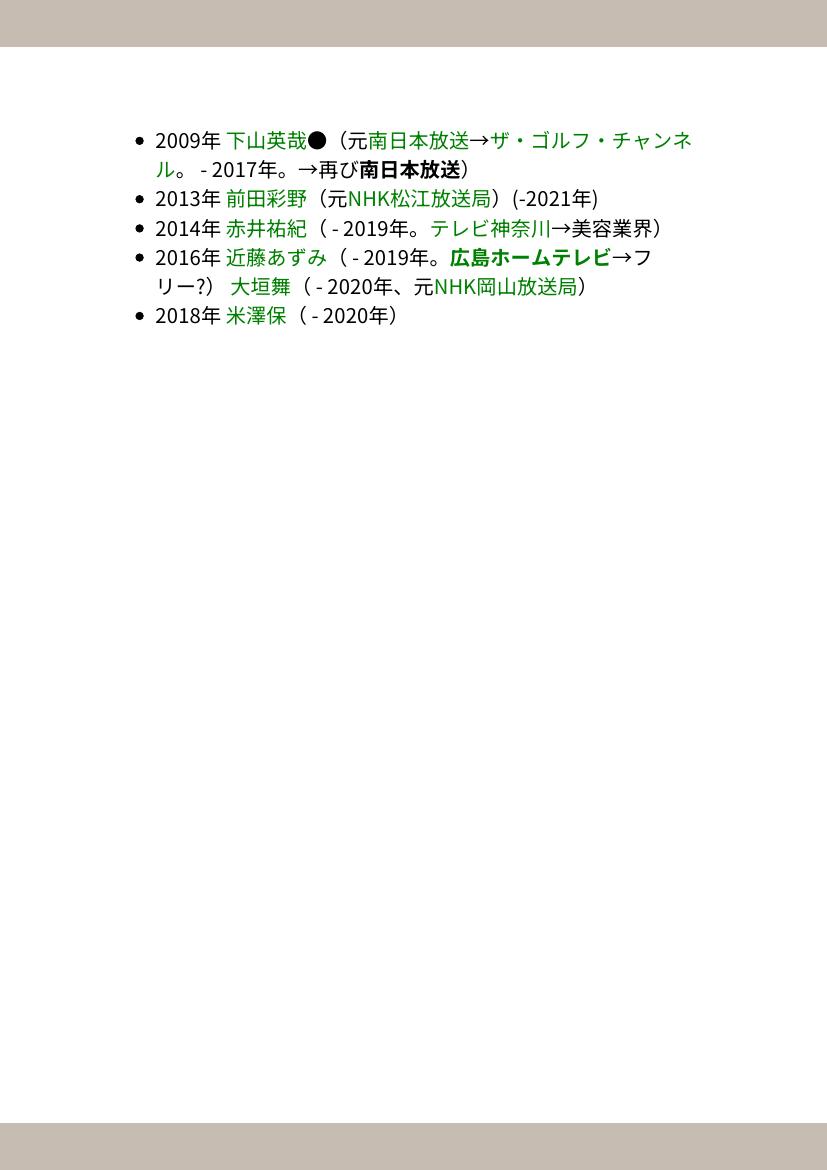 • 2009年 下山英哉●（元南日本放送→ザ・ゴルフ・チャンネ
ル。 - 2017年。→再び南日本放送）
• 2013年 前田彩野（元NHK松江放送局）(-2021年)
• 2014年 赤井祐紀（ - 2019年。テレビ神奈川→美容業界）
• 2016年 近藤あずみ（ - 2019年。広島ホームテレビ→フ
リー?） 大垣舞（ - 2020年、元NHK岡山放送局）
• 2018年 米澤保（ - 2020年）